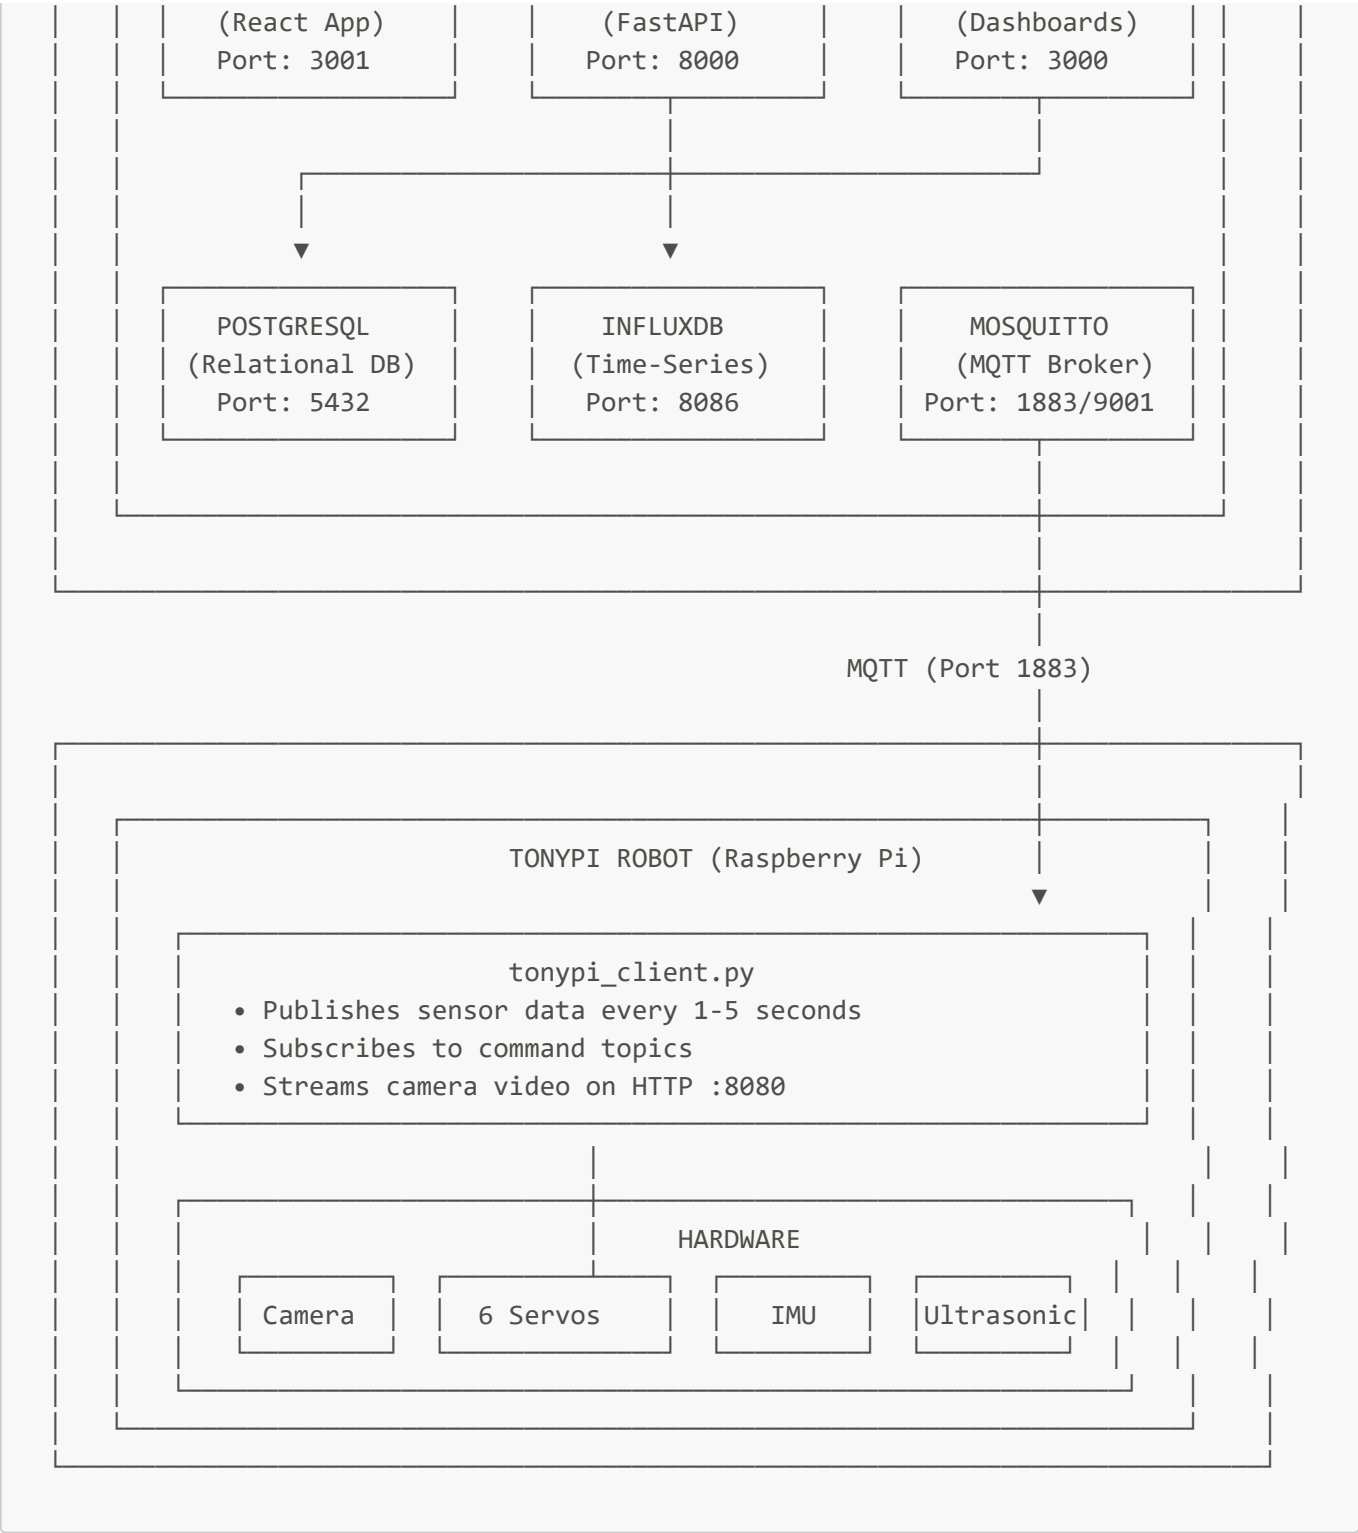 (React App) (FastAPI) (Dashboards)
Port: 3001 Port: 8000 Port: 3000
POSTGRESQL INFLUXDB MOSQUITTO
(Relational DB) (Time-Series) (MQTT Broker)
Port: 5432 Port: 8086 Port: 1883/9001
MQTT (Port 1883)
TONYPI ROBOT (Raspberry Pi)
tonypi_client.py
• Publishes sensor data every 1-5 seconds
• Subscribes to command topics
• Streams camera video on HTTP :8080
HARDWARE
Camera 6 Servos IMU Ultrasonic